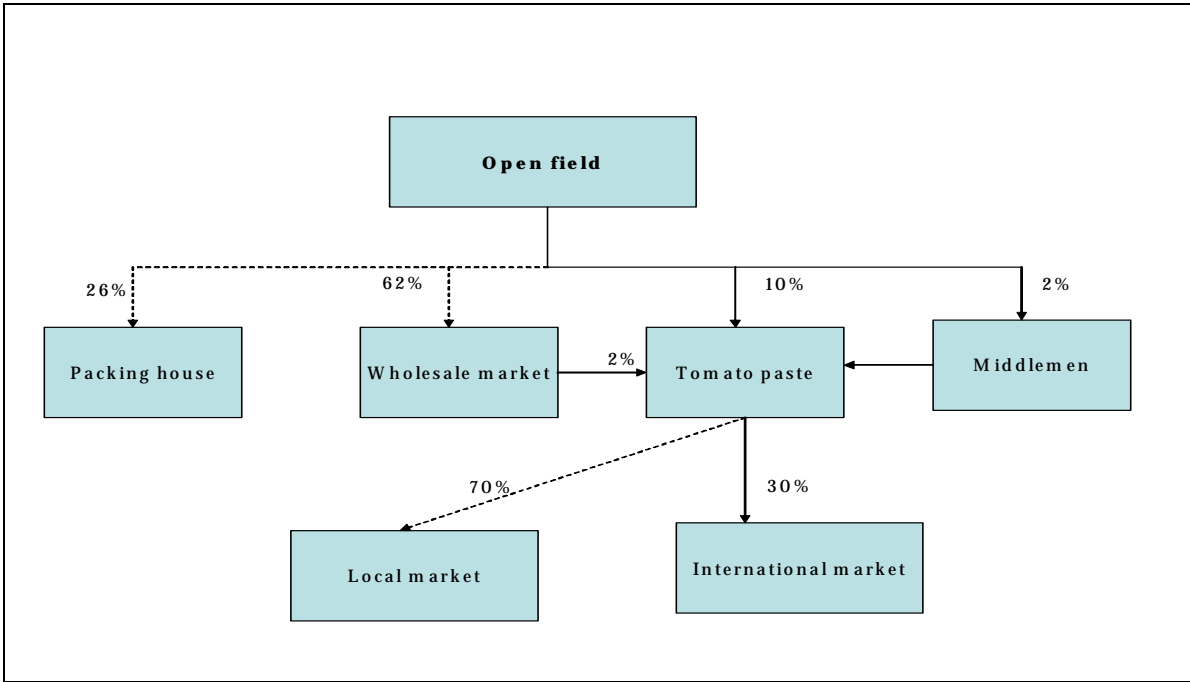 Open field
26%
62%
10%
2%
Packing house
Wholesale market
2%
Tomato paste
Middlemen
70%
30%
Local market
International market